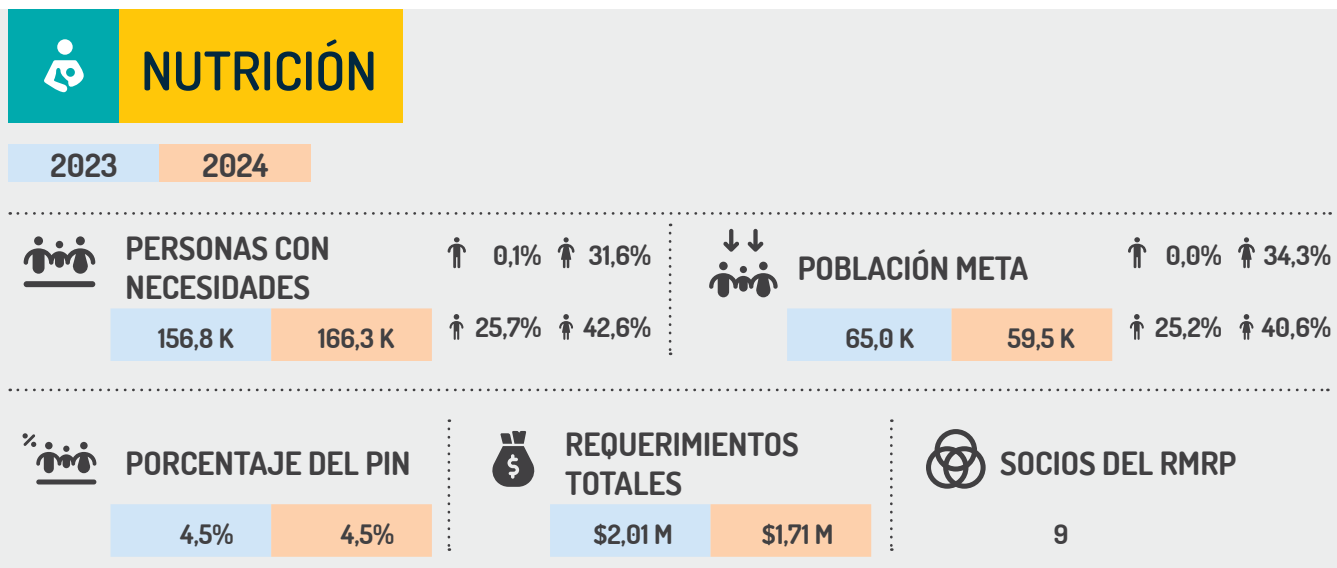 NUTRICIÓN
2023 2024
PERSONAS CON
NECESIDADES
156,8 K 166,3 K
0,1% 31,6%
25,7% 42,6%
POBLACIÓN META
65,0 K 59,5 K
0,0% 34,3%
25,2% 40,6%
% PORCENTAJE DEL PIN
4,5% 4,5%
$ REQUERIMIENTOS
TOTALES
$2,01 M $1,71 M
SOCIOS DEL RMRP
9